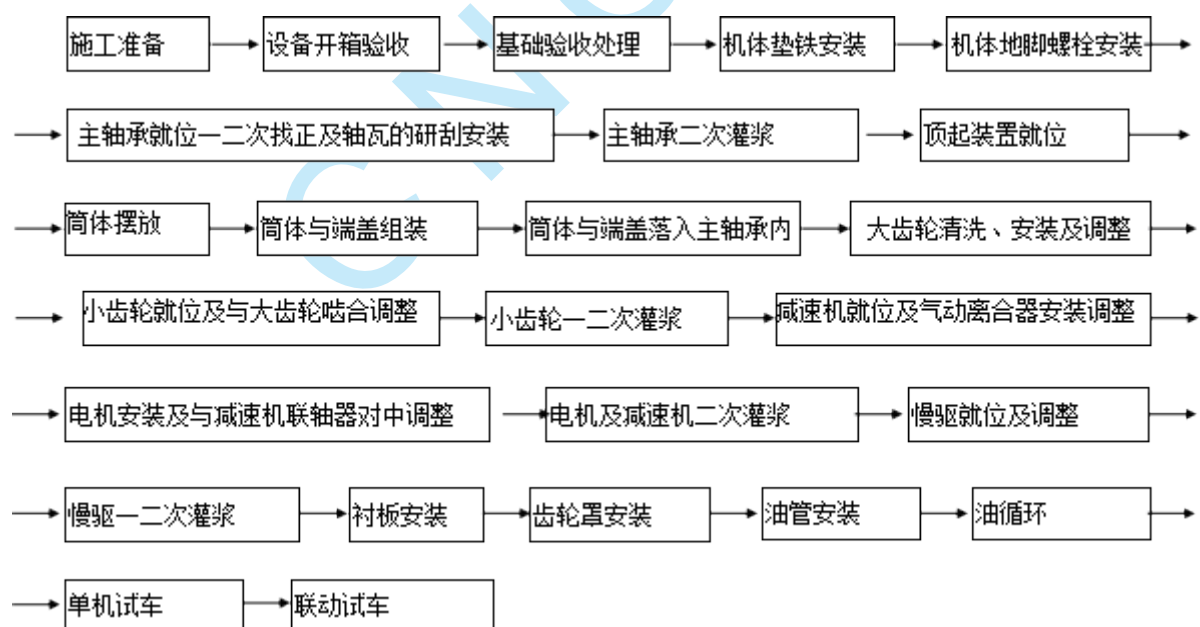 施工准备 设备开箱验收 基础验收处理 机体垫铁安装 机体地脚螺栓安装
主轴承就位一二次找正及轴瓦的研刮安装 主轴承二次灌浆 顶起装置就位
筒体摆放 筒体与端盖组装 筒体与端盖落入主轴承内 大齿轮清洗、安装及调整
小齿轮就位及与大齿轮啮合调整 小齿轮一二次灌浆 减速机就位及气动离合器安装调整
电机安装及与减速机联轴器对中调整 电机及减速机二次灌浆 慢驱就位及调整
慢驱一二次灌浆 衬板安装 齿轮罩安装 油管安装 油循环
单机试车 联动试车